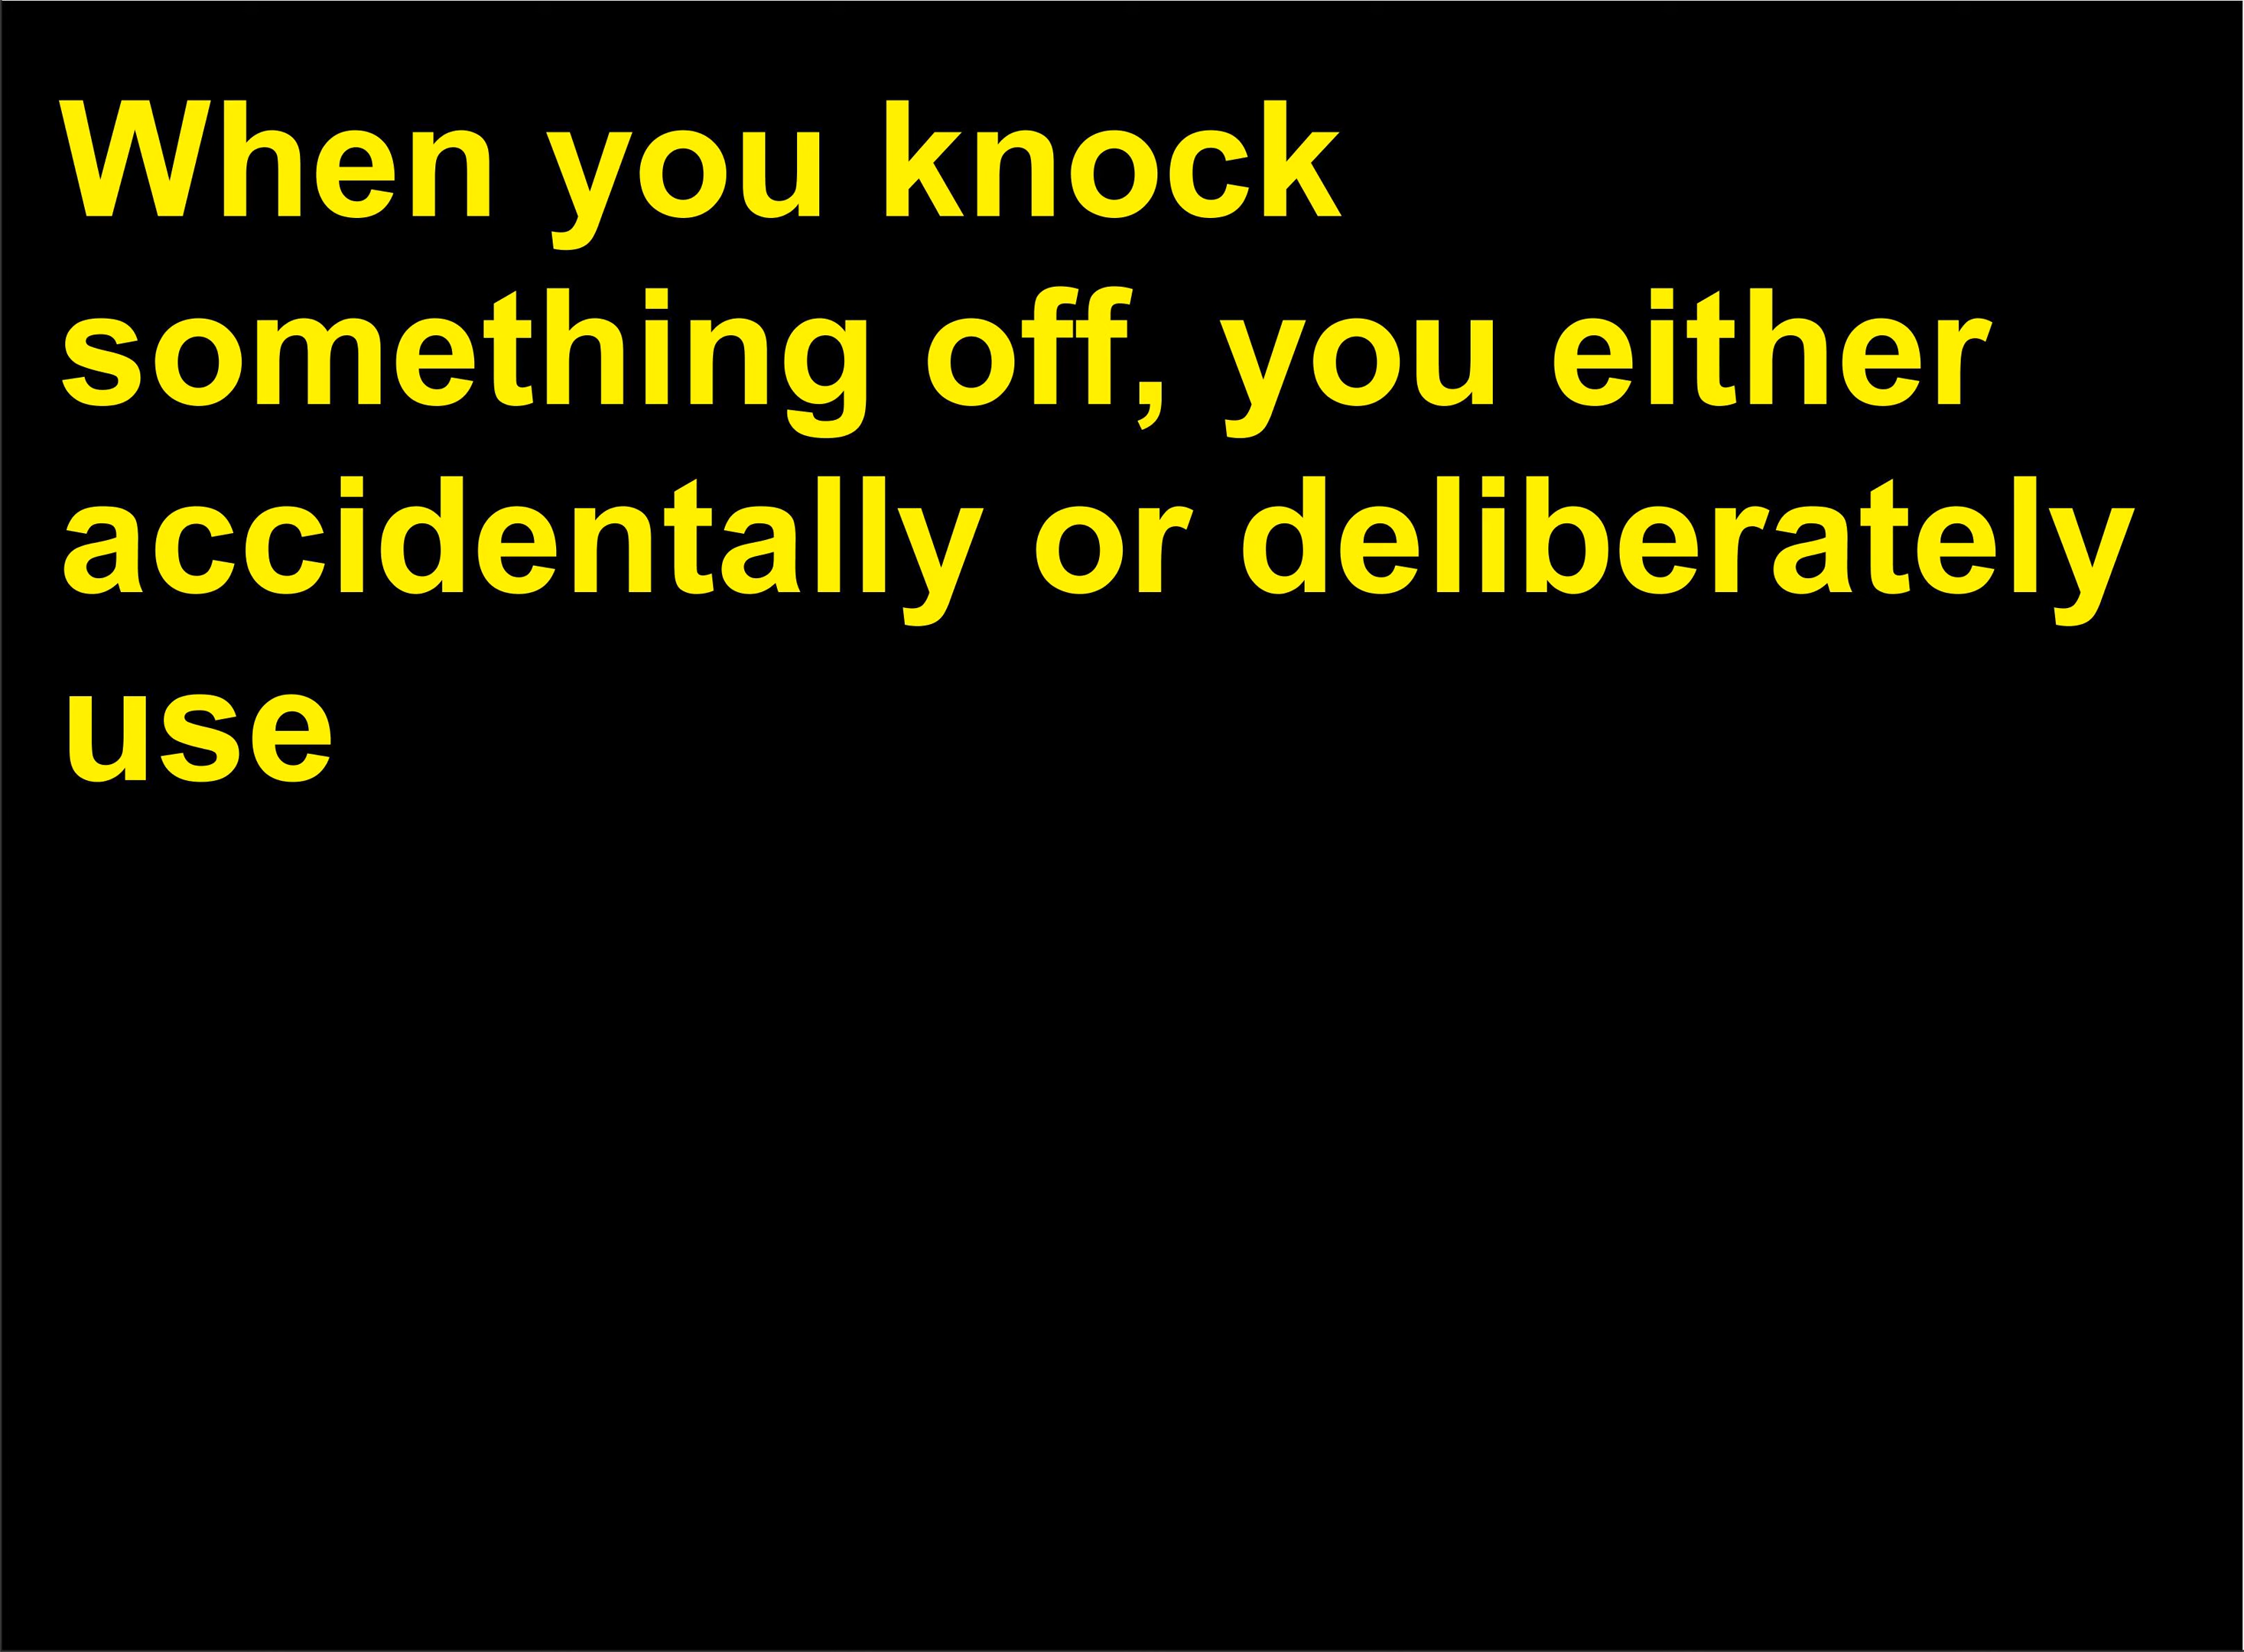 When you knock
something off, you either
accidentally or deliberately
use